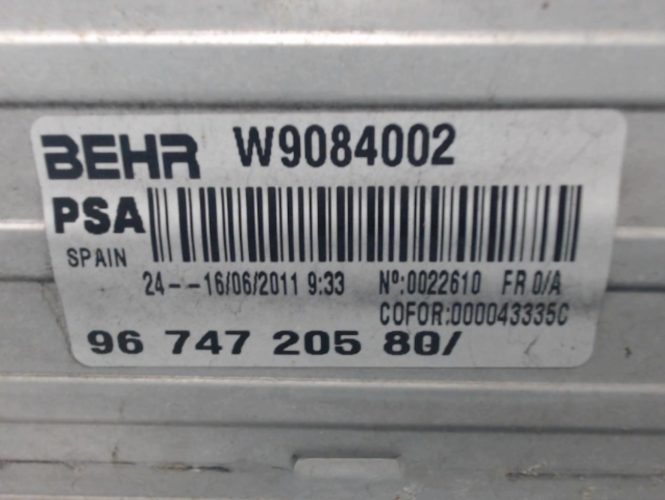 BEHR W9084002
PSA
SPAIN
24--16/06/2011 9:33 Nº:0022610 FR 0/A
COFOR:000043335C
96 747 205 80/